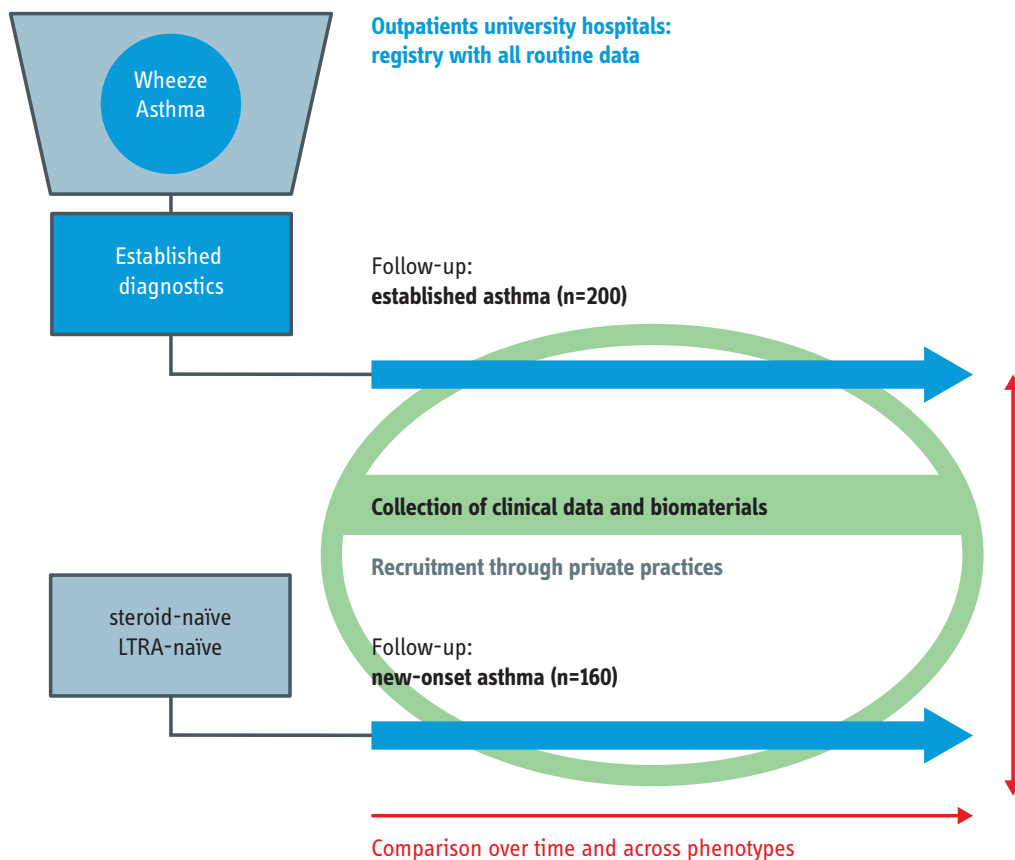 Outpatients university hospitals:
registry with all routine data
Wheeze
Asthma
Established
diagnostics
Follow-up:
established asthma (n=200)
Collection of clinical data and biomaterials
Recruitment through private practices
steroid-naïve
LTRA-naïve
Follow-up:
new-onset asthma (n=160)
Comparison over time and across phenotypes